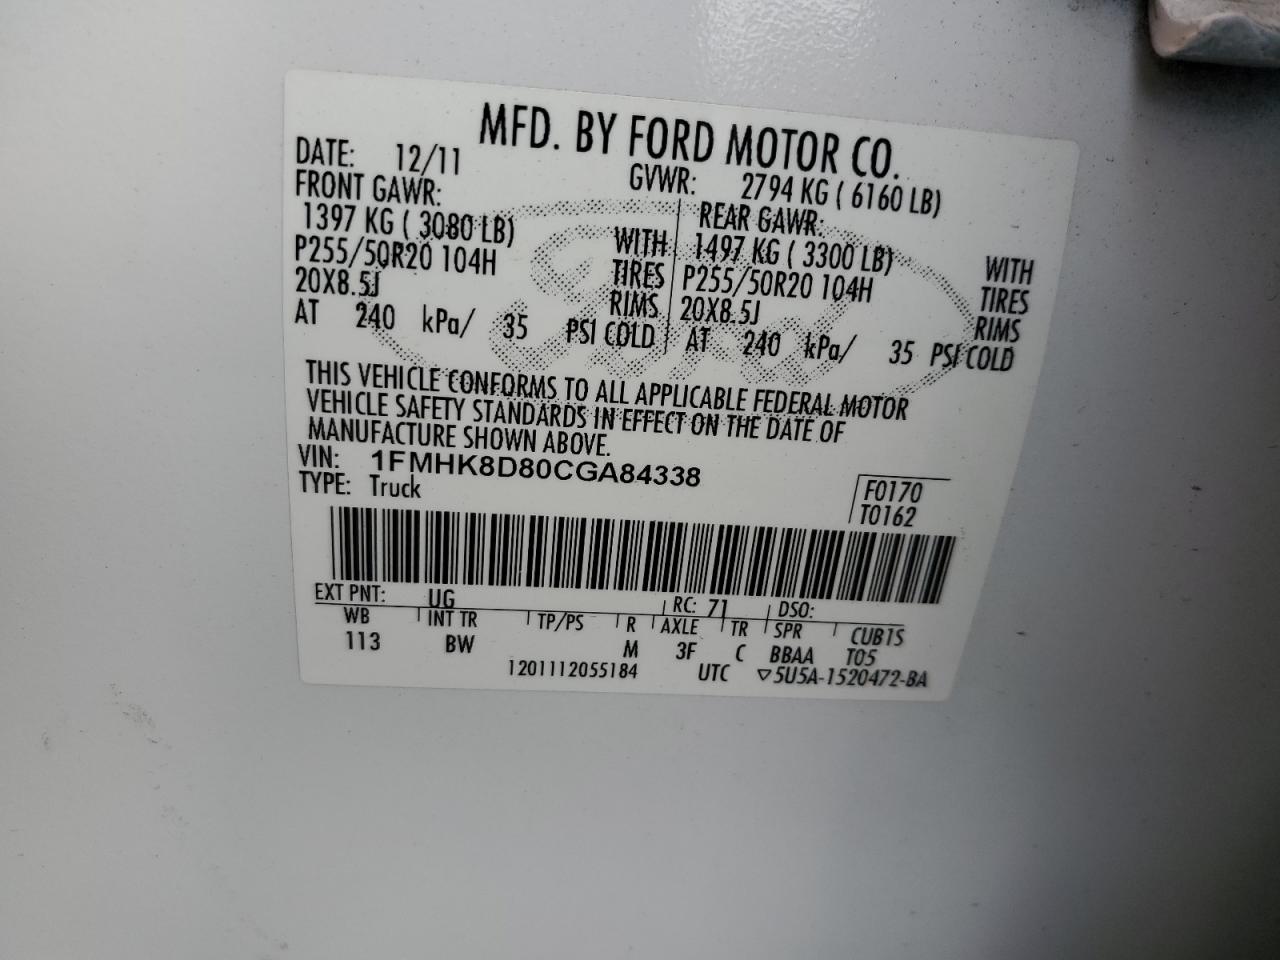 MFD. BY FORD MOTOR CO.
DATE: 12/11 GVWR: 2794 KG ( 6160 LB)
FRONT GAWR: REAR GAWR:
1397 KG ( 3080 LB) WITH 1497 KG ( 3300 LB) WITH
P255/50R20 104H TIRES P255/50R20 104H TIRES
20X8.5J RIMS 20X8.5J RIMS
AT 240 kPa/ 35 PSI COLD AT 240 kPa/ 35 PSI COLD
THIS VEHICLE CONFORMS TO ALL APPLICABLE FEDERAL MOTOR
VEHICLE SAFETY STANDARDS IN EFFECT ON THE DATE OF
MANUFACTURE SHOWN ABOVE.
VIN: 1FMHK8D80CGA84338
TYPE: Truck
F0170
T0162
EXT PNT: UG RC: 71 DSO:
WB INT TR TP/PS R AXLE TR SPR CUB1S
113 BW M 3F C BBAA T05
1201112055184 UTC ▽5U5A-1520472-BA